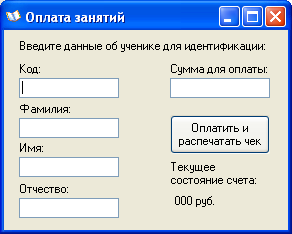 Оплата занятий
Введите данные об ученике для идентификации:
Код:
Сумма для оплаты:
Фамилия:
Оплатить и
распечатать чек
Имя:
Текущее
состояние счета:
Отчество:
000 руб.